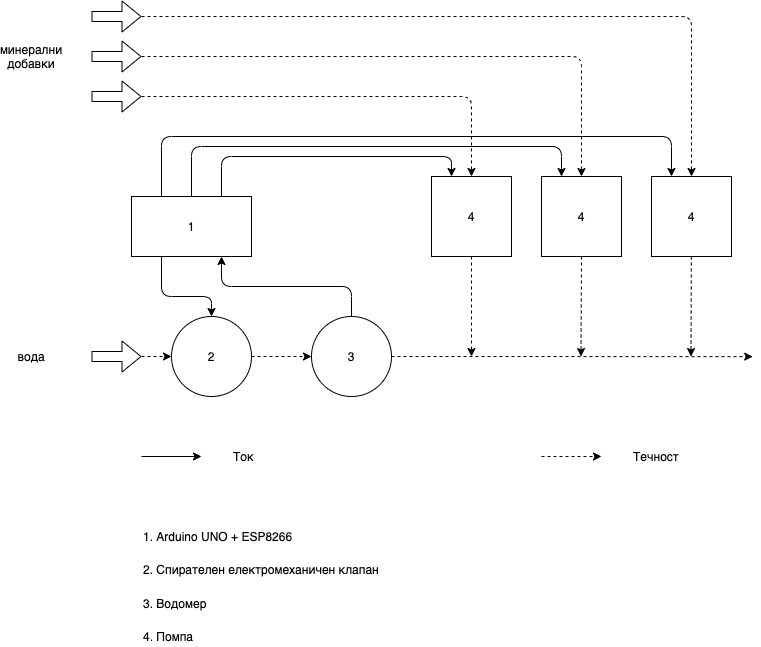 минерални
добавки
4
4
4
1
вода
2
3
Ток
Течност
1. Arduino UNO + ESP8266
2. Спирателен електромеханичен клапан
3. Водомер
4. Помпа